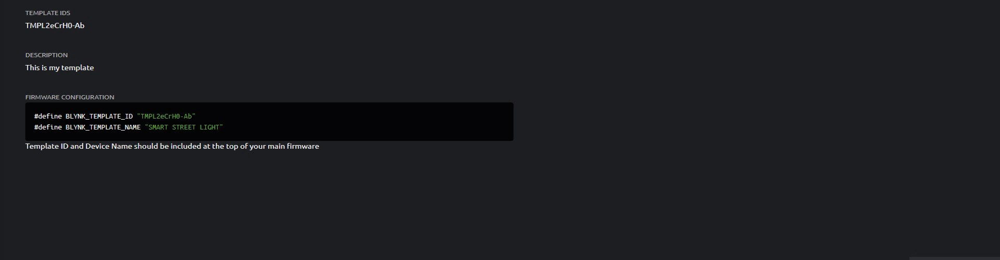 TEMPLATE IDS
TMPL2eCrH0-Ab
DESCRIPTION
This is my template
FIRMWARE CONFIGURATION
#define BLYNK_TEMPLATE_ID "TMPL2eCrH0-Ab"
#define BLYNK_TEMPLATE_NAME "SMART STREET LIGHT"
Template ID and Device Name should be included at the top of your main firmware